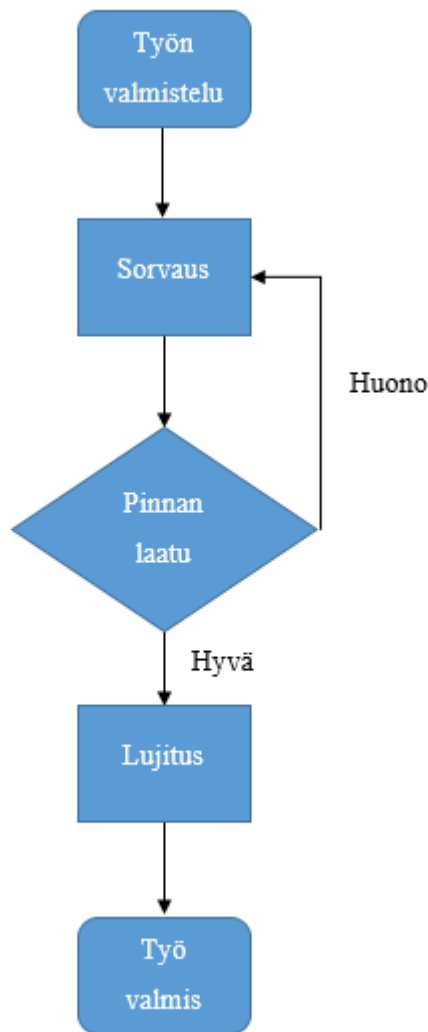 Työn
valmistelu
Sorvaus
Huono
Pinnan
laatu
Hyvä
Lujitus
Työ
valmis